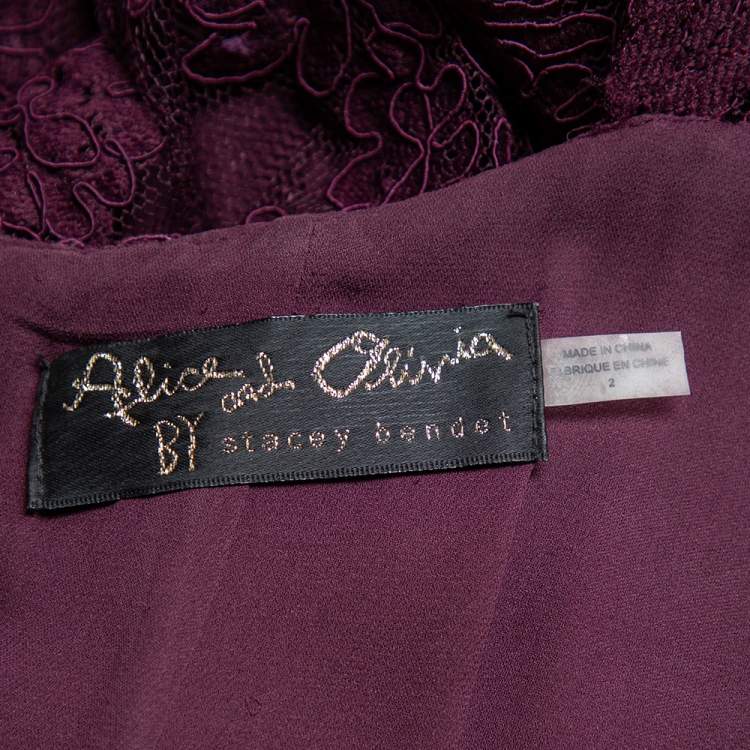 Alice and Olivia
BY stacey bendet
MADE IN CHINA
FABRIQUE EN CHINE
2